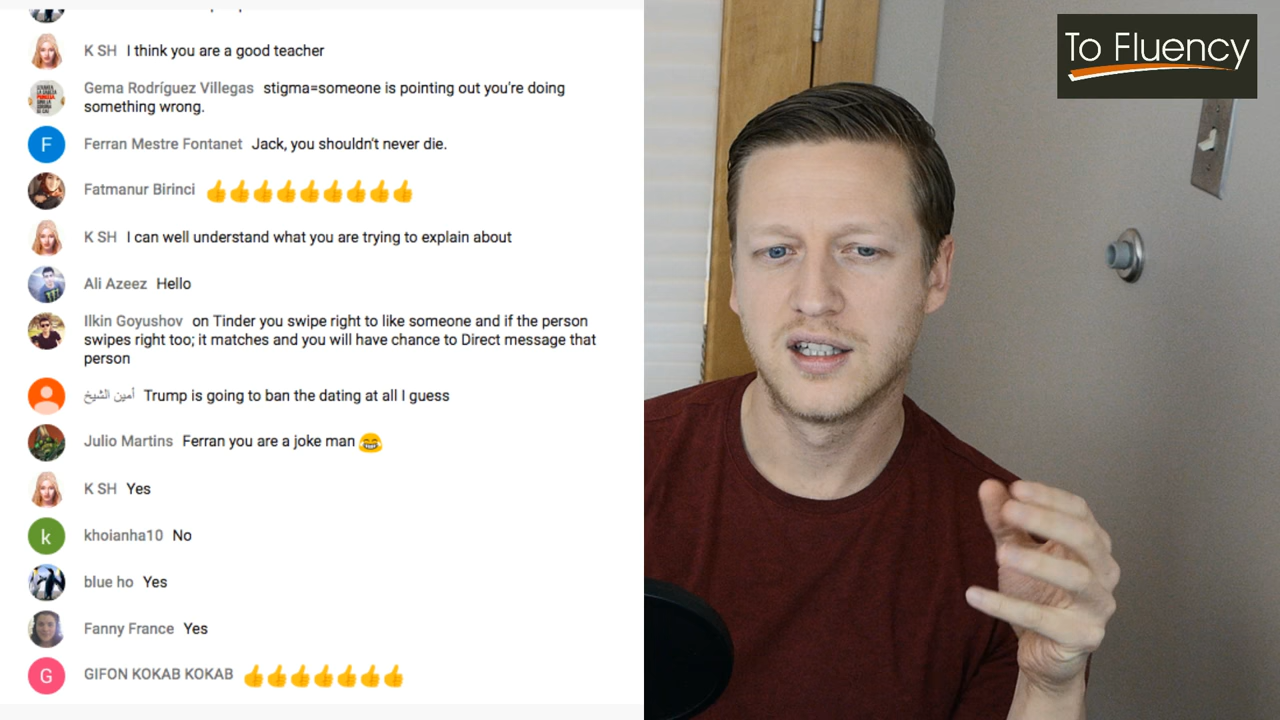 K SH I think you are a good teacher
Gema Rodríguez Villegas stigma=someone is pointing out you're doing
something wrong.
Ferran Mestre Fontanet Jack, you shouldn't never die.
Fatmanur Birinci 👍👍👍👍👍👍👍👍👍
K SH I can well understand what you are trying to explain about
Ali Azeez Hello
Ilkin Goyushov on Tinder you swipe right to like someone and if the person
swipes right too; it matches and you will have chance to Direct message that
person
أمين الشيخ Trump is going to ban the dating at all I guess
Julio Martins Ferran you are a joke man 😂
K SH Yes
khoianha10 No
blue ho Yes
Fanny France Yes
GIFON KOKAB KOKAB 👍👍👍👍👍👍👍
To Fluency
F
k
G